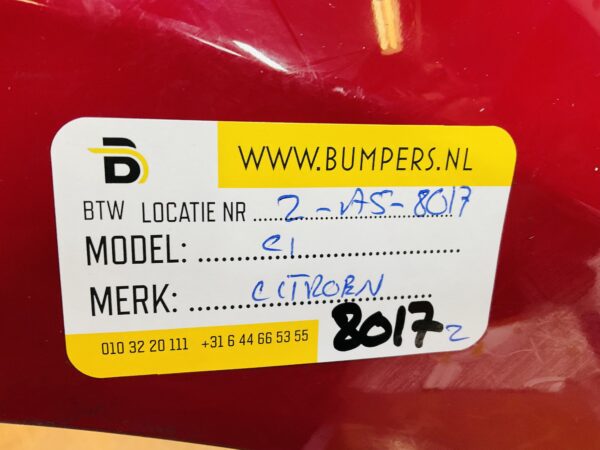 B
WWW.BUMPERS.NL
BTW LOCATIE NR ........ 2-AS-8017
MODEL: ........ C1
MERK: ........ CITROEN
010 32 20 111 +31 6 44 66 53 55
8017 2